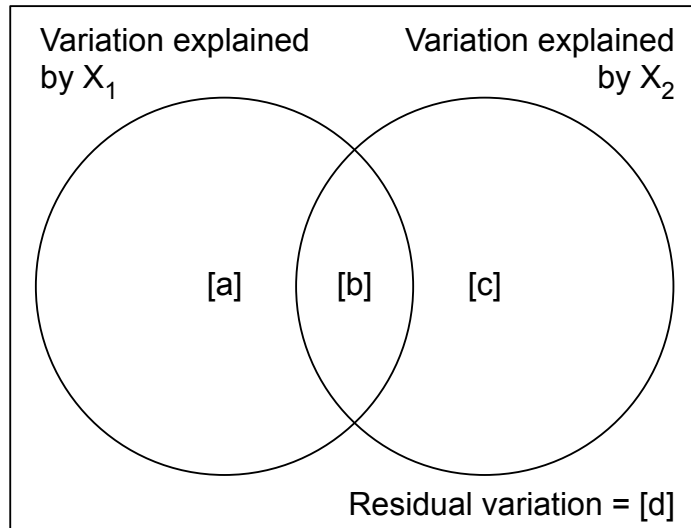 Variation explained
by X₁
Variation explained
by X₂
[a]
[b]
[c]
Residual variation = [d]